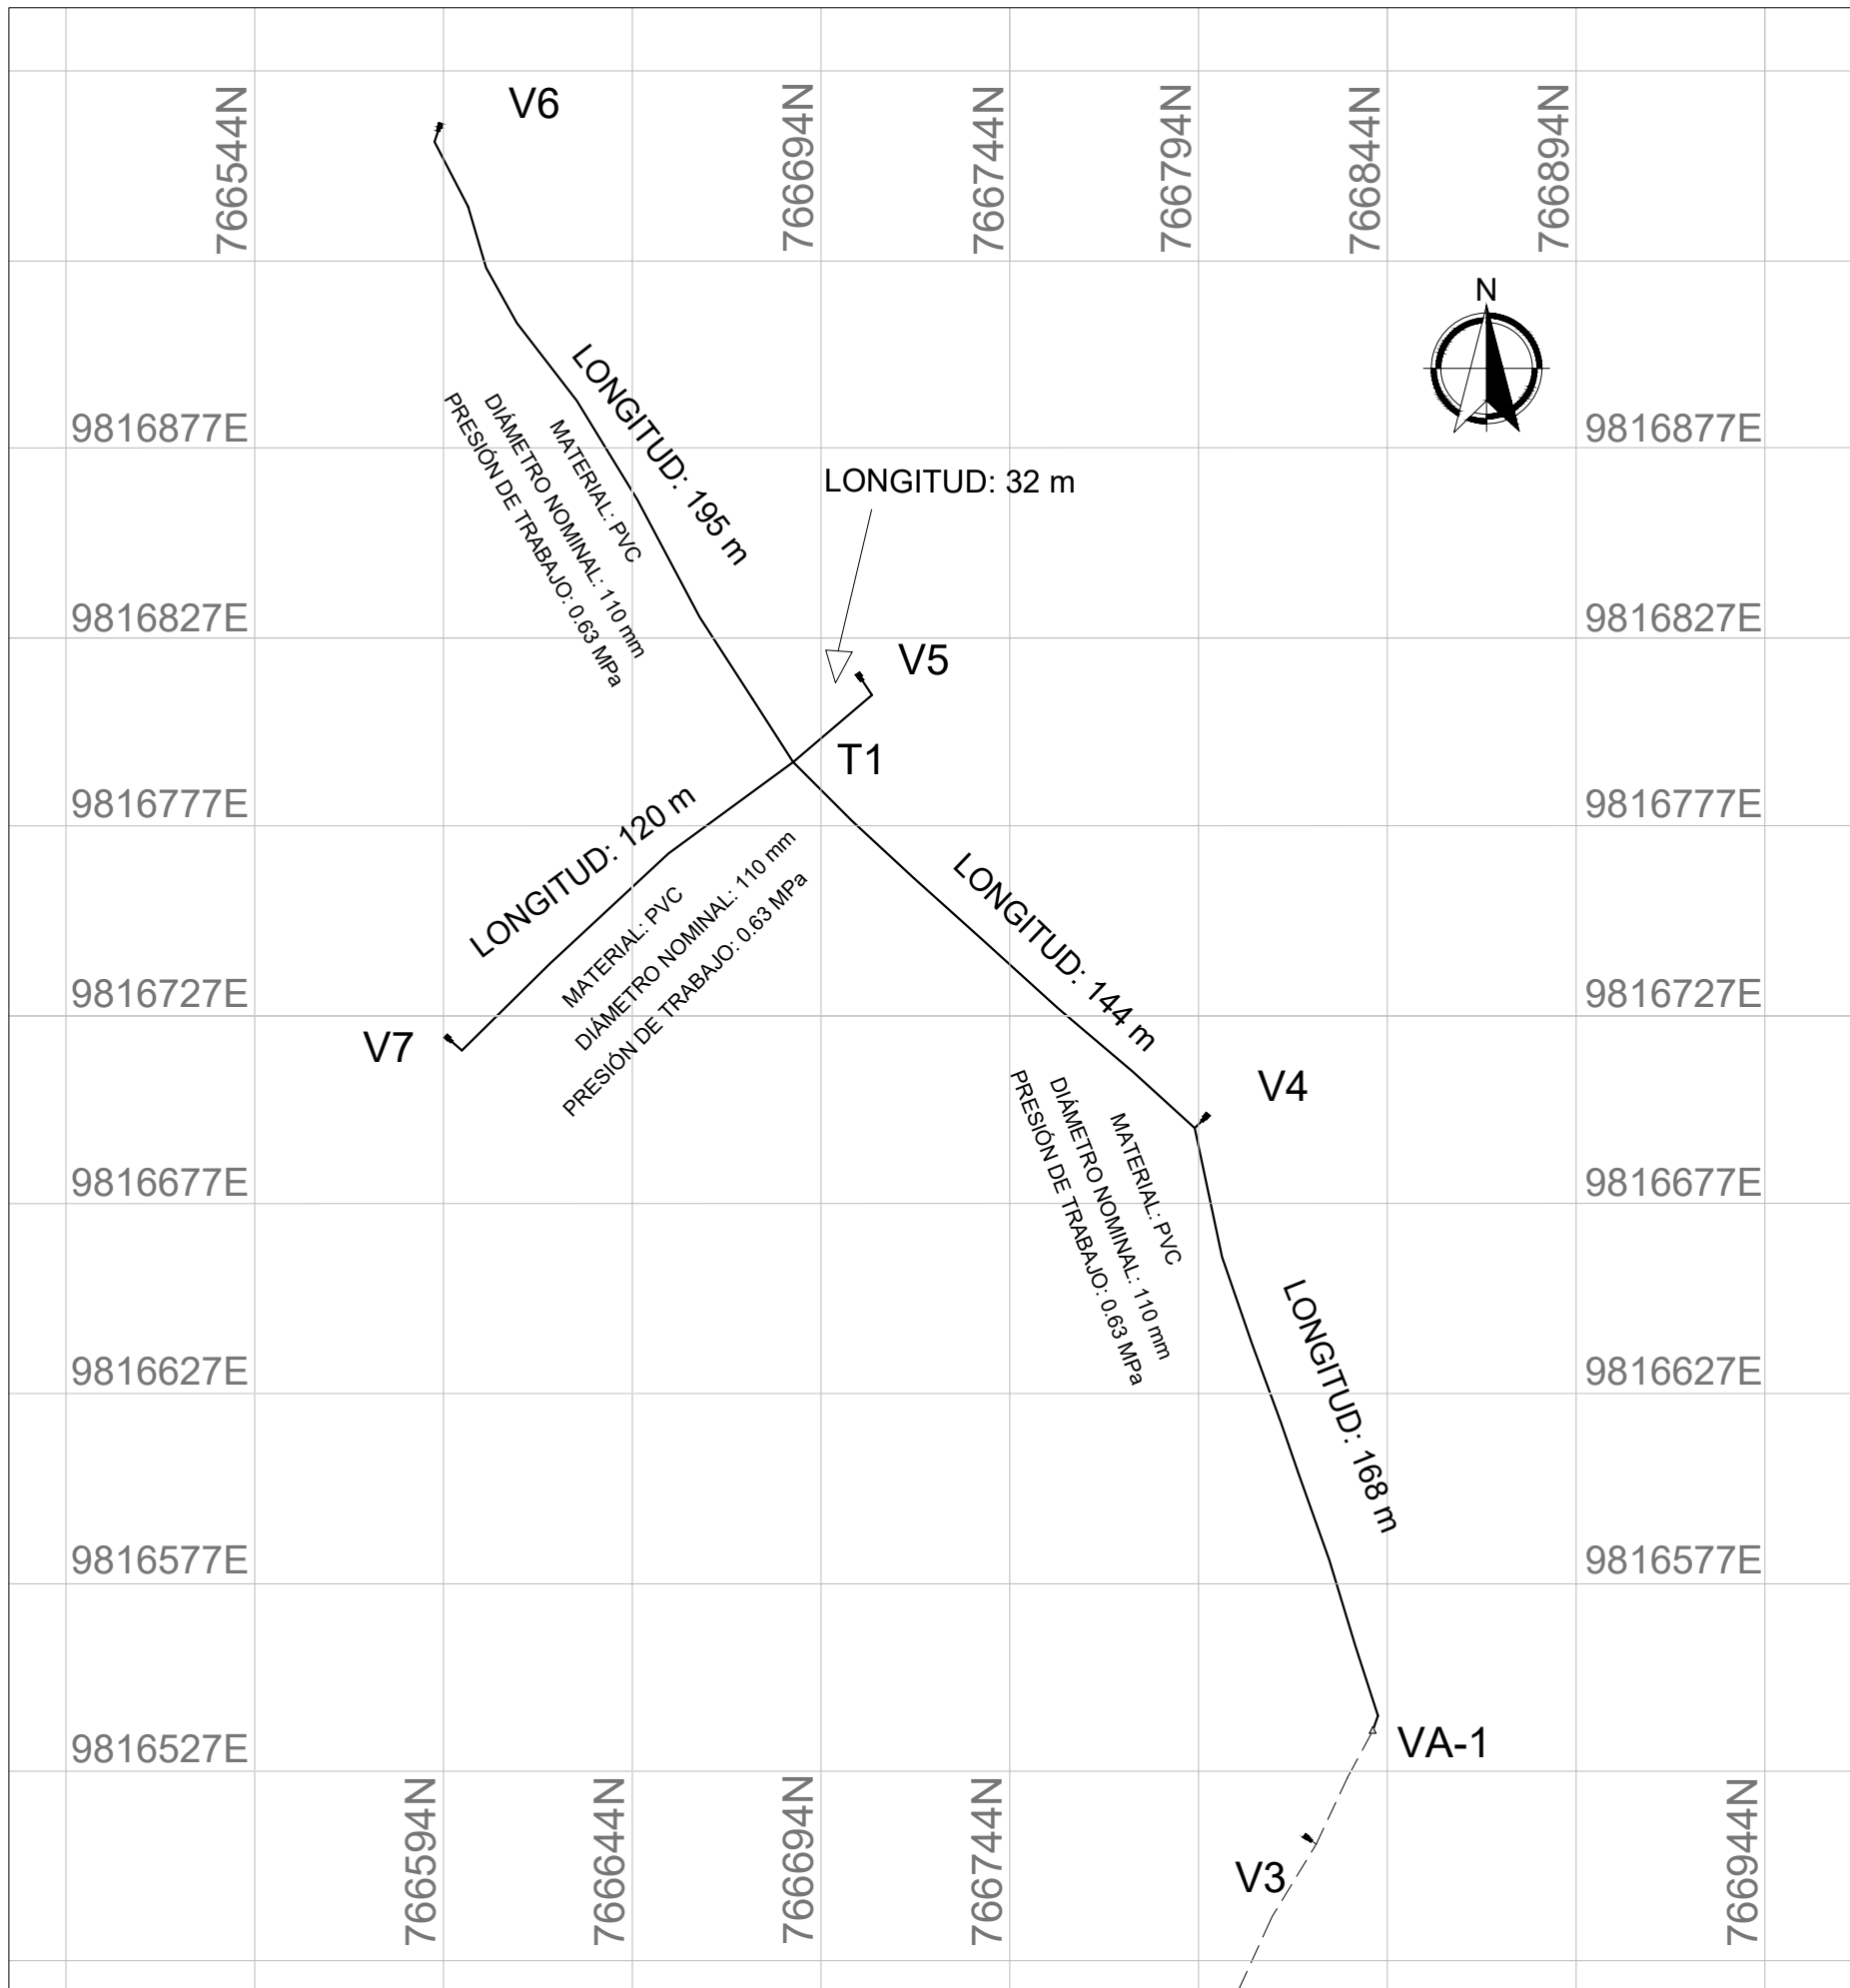 766544N
766694N
766744N
766794N
766844N
766894N
V6
N
9816877E
9816877E
LONGITUD: 195 m
MATERIAL: PVC
DIÁMETRO NOMINAL: 110 mm
PRESIÓN DE TRABAJO: 0.63 MPa
LONGITUD: 32 m
9816827E
9816827E
V5
T1
9816777E
9816777E
LONGITUD: 120 m
MATERIAL: PVC
DIÁMETRO NOMINAL: 110 mm
PRESIÓN DE TRABAJO: 0.63 MPa
LONGITUD: 144 m
9816727E
9816727E
V7
V4
MATERIAL: PVC
DIÁMETRO NOMINAL: 110 mm
PRESIÓN DE TRABAJO: 0.63 MPa
9816677E
9816677E
LONGITUD: 168 m
9816627E
9816627E
9816577E
9816577E
9816527E
VA-1
V3
766594N
766644N
766694N
766744N
766944N